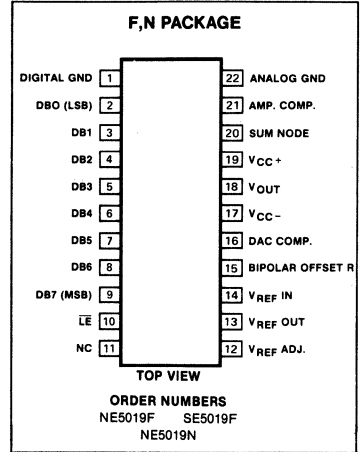 F,N PACKAGE
DIGITAL GND 1 22 ANALOG GND
DBO (LSB) 2 21 AMP. COMP.
DB1 3 20 SUM NODE
DB2 4 19 VCC+
DB3 5 18 VOUT
DB4 6 17 VCC−
DB5 7 16 DAC COMP.
DB6 8 15 BIPOLAR OFFSET R
DB7 (MSB) 9 14 VREF IN
LE 10 13 VREF OUT
NC 11 12 VREF ADJ.
TOP VIEW
ORDER NUMBERS
NE5019F SE5019F
NE5019N